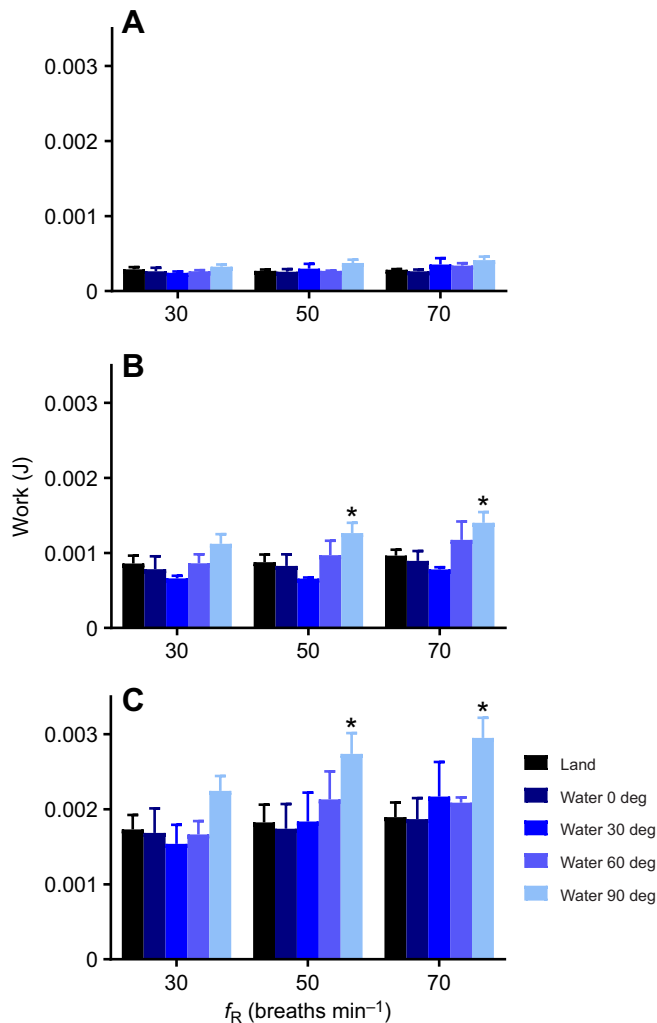 A
0.003
0.002
0.001
0
30 50 70
B
0.003
0.002
Work (J)
0.001
* *
0
30 50 70
C
0.003
0.002
0.001
0
* *
30 50 70
fR (breaths min−1)
Land
Water 0 deg
Water 30 deg
Water 60 deg
Water 90 deg